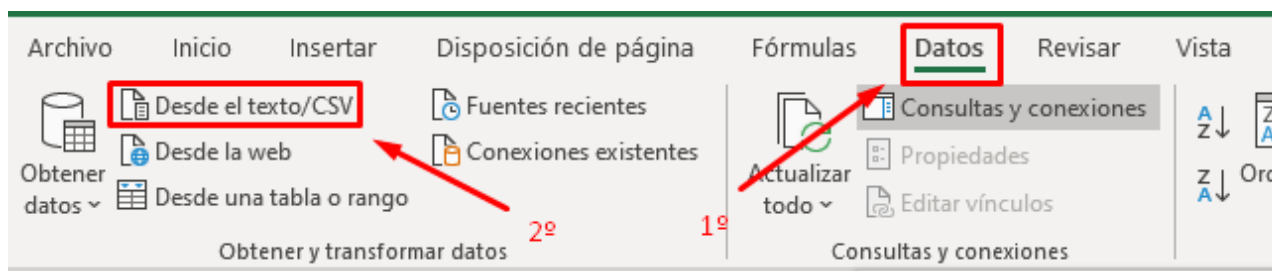 Archivo Inicio Insertar Disposición de página Fórmulas Datos Revisar Vista
Desde el texto/CSV
Desde la web
Desde una tabla o rango
Obtener
datos
Fuentes recientes
Conexiones existentes
2º
Obtener y transformar datos
1º
Actualizar
todo
Consultas y conexiones
Propiedades
Editar vínculos
Consultas y conexiones
A
Z
Z
A
Z
A
Ord